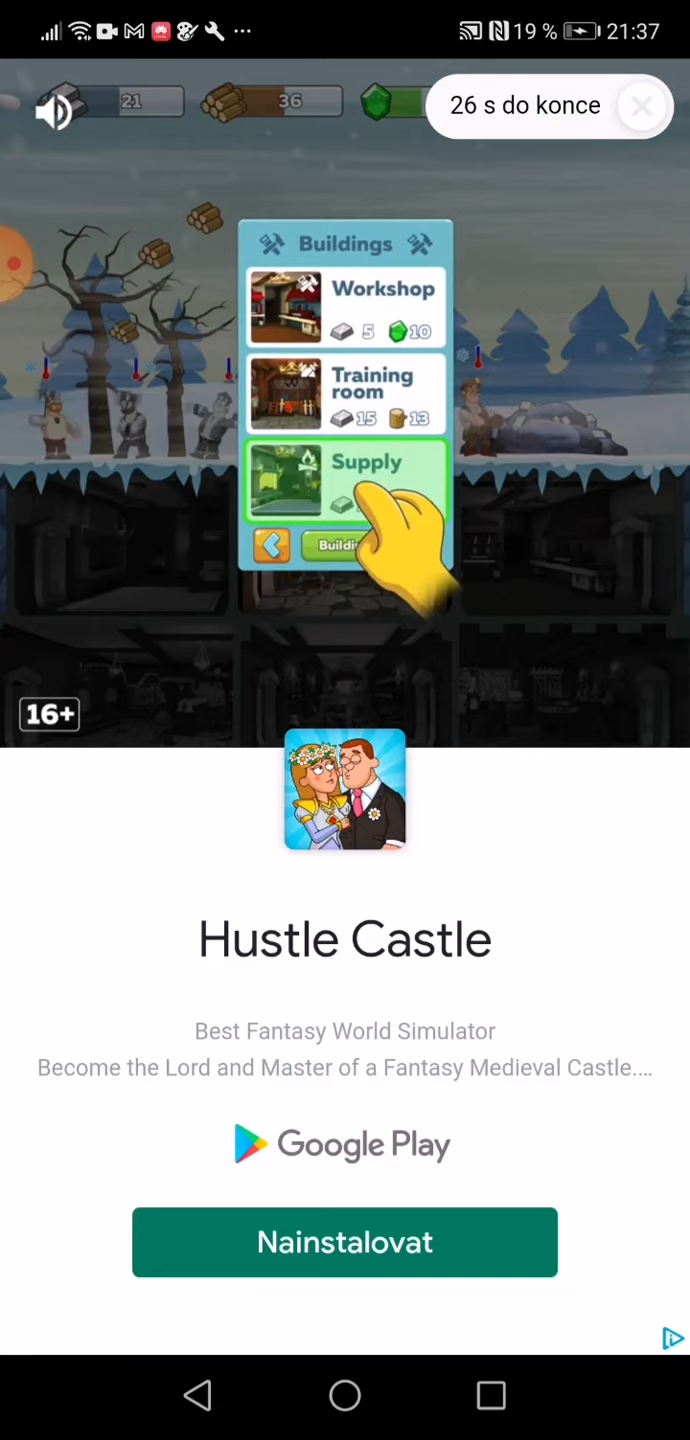 19 % 21:37
21
36
26 s do konce
Buildings
Workshop
5 10
Training
room
15 13
Supply
16+
Hustle Castle
Best Fantasy World Simulator
Become the Lord and Master of a Fantasy Medieval Castle....
Google Play
Nainstalovat